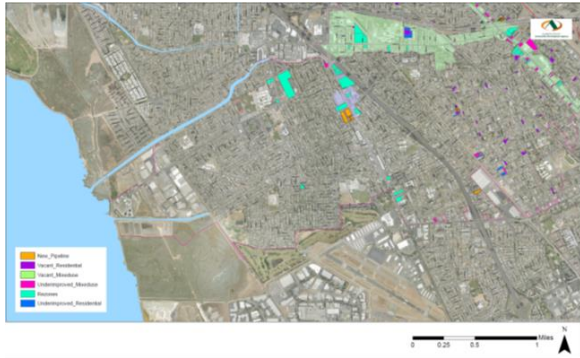 New_Pipeline
Vacant_Residential
Vacant_Mixeduse
Underimproved_Mixeduse
Rezones
Underimproved_Residential
N
Miles
0 0.25 0.5 1